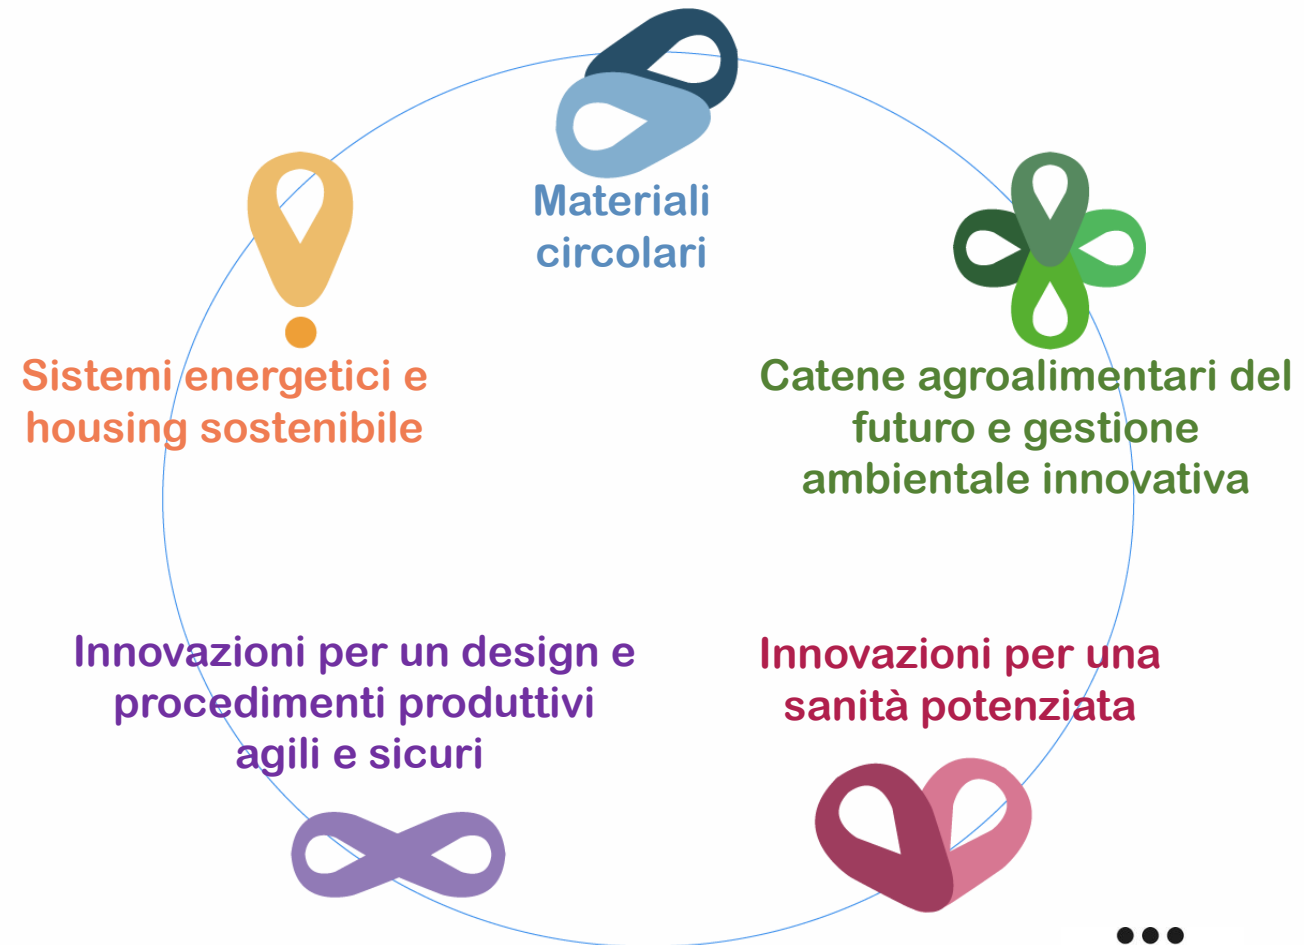 Materiali
circolari
Sistemi energetici e
housing sostenibile
Catene agroalimentari del
futuro e gestione
ambientale innovativa
Innovazioni per un design e
procedimenti produttivi
agili e sicuri
Innovazioni per una
sanità potenziata
...